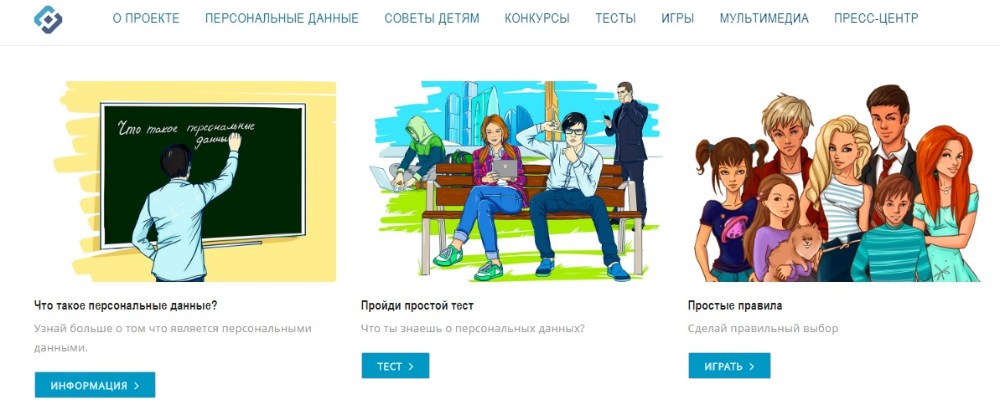 О ПРОЕКТЕ ПЕРСОНАЛЬНЫЕ ДАННЫЕ СОВЕТЫ ДЕТЯМ КОНКУРСЫ ТЕСТЫ ИГРЫ МУЛЬТИМЕДИА ПРЕСС-ЦЕНТР
Что такое персональные
данные
Что такое персональные данные?
Узнай больше о том что является персональными
данными.
ИНФОРМАЦИЯ
Пройди простой тест
Что ты знаешь о персональных данных?
ТЕСТ
Простые правила
Сделай правильный выбор
ИГРАТЬ